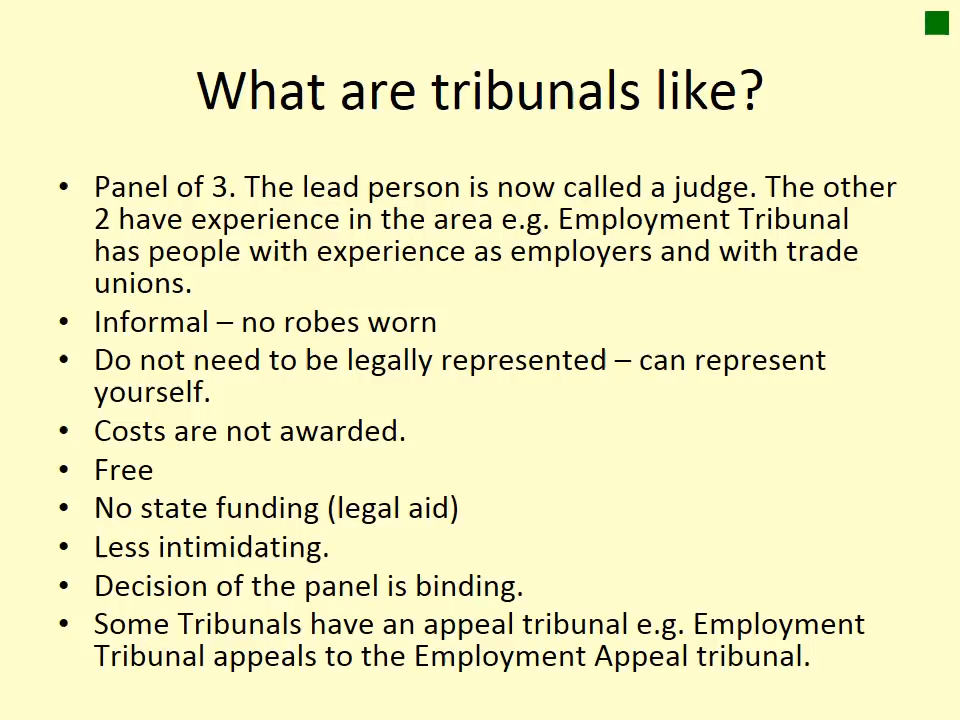 What are tribunals like?
• Panel of 3. The lead person is now called a judge. The other
2 have experience in the area e.g. Employment Tribunal
has people with experience as employers and with trade
unions.
• Informal – no robes worn
• Do not need to be legally represented – can represent
yourself.
• Costs are not awarded.
• Free
• No state funding (legal aid)
• Less intimidating.
• Decision of the panel is binding.
• Some Tribunals have an appeal tribunal e.g. Employment
Tribunal appeals to the Employment Appeal tribunal.